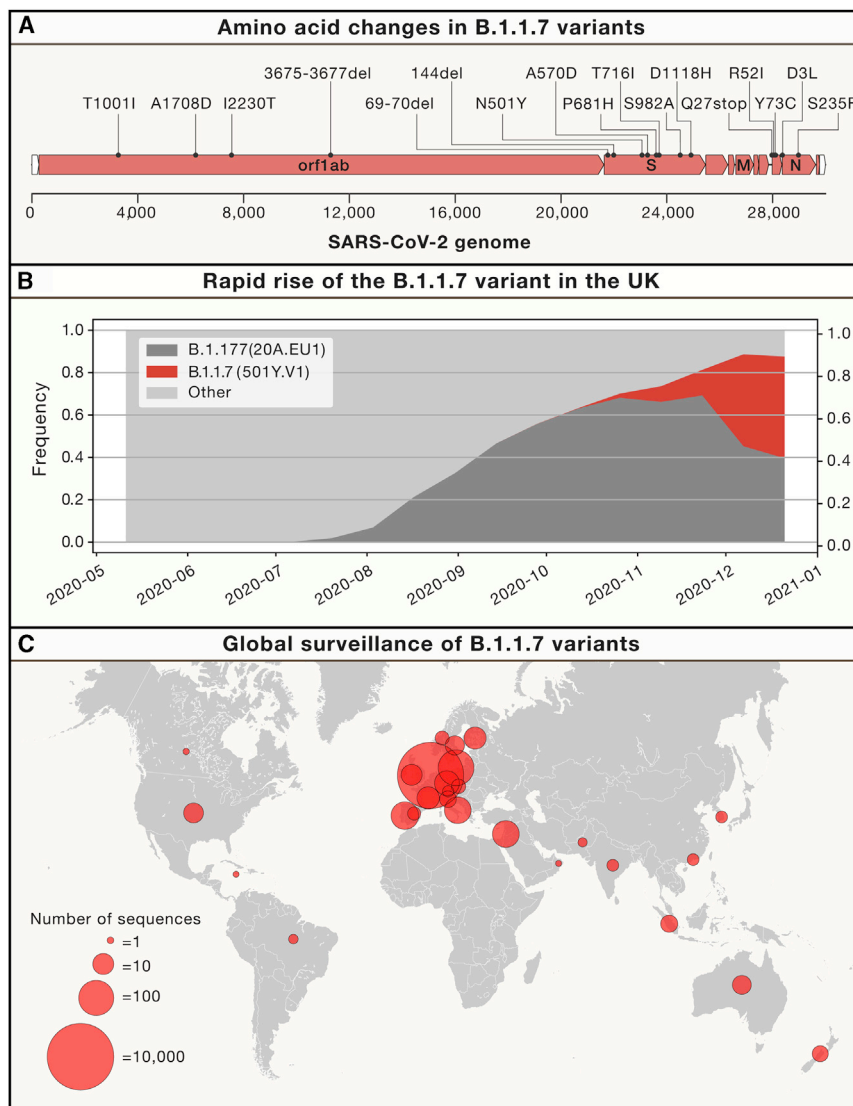 A
Amino acid changes in B.1.1.7 variants
3675-3677del 144del A570D T716I D1118H R52I D3L
T1001I A1708D I2230T 69-70del N501Y P681H S982A Q27stop Y73C
orf1ab S M N
0 4,000 8,000 12,000 16,000 20,000 24,000 28,000
SARS-CoV-2 genome
B
Rapid rise of the B.1.1.7 variant in the UK
1.0 1.0
B.1.177(20A.EU1)
0.8 B.1.1.7 (501Y.V1) 0.8
Other
0.6 0.6
Frequency
0.4 0.4
0.2 0.2
0.0 0.0
2020-05 2020-06 2020-07 2020-08 2020-09 2020-10 2020-11 2020-12 2021-01
C
Global surveillance of B.1.1.7 variants
Number of sequences
=1
=10
=100
=10,000